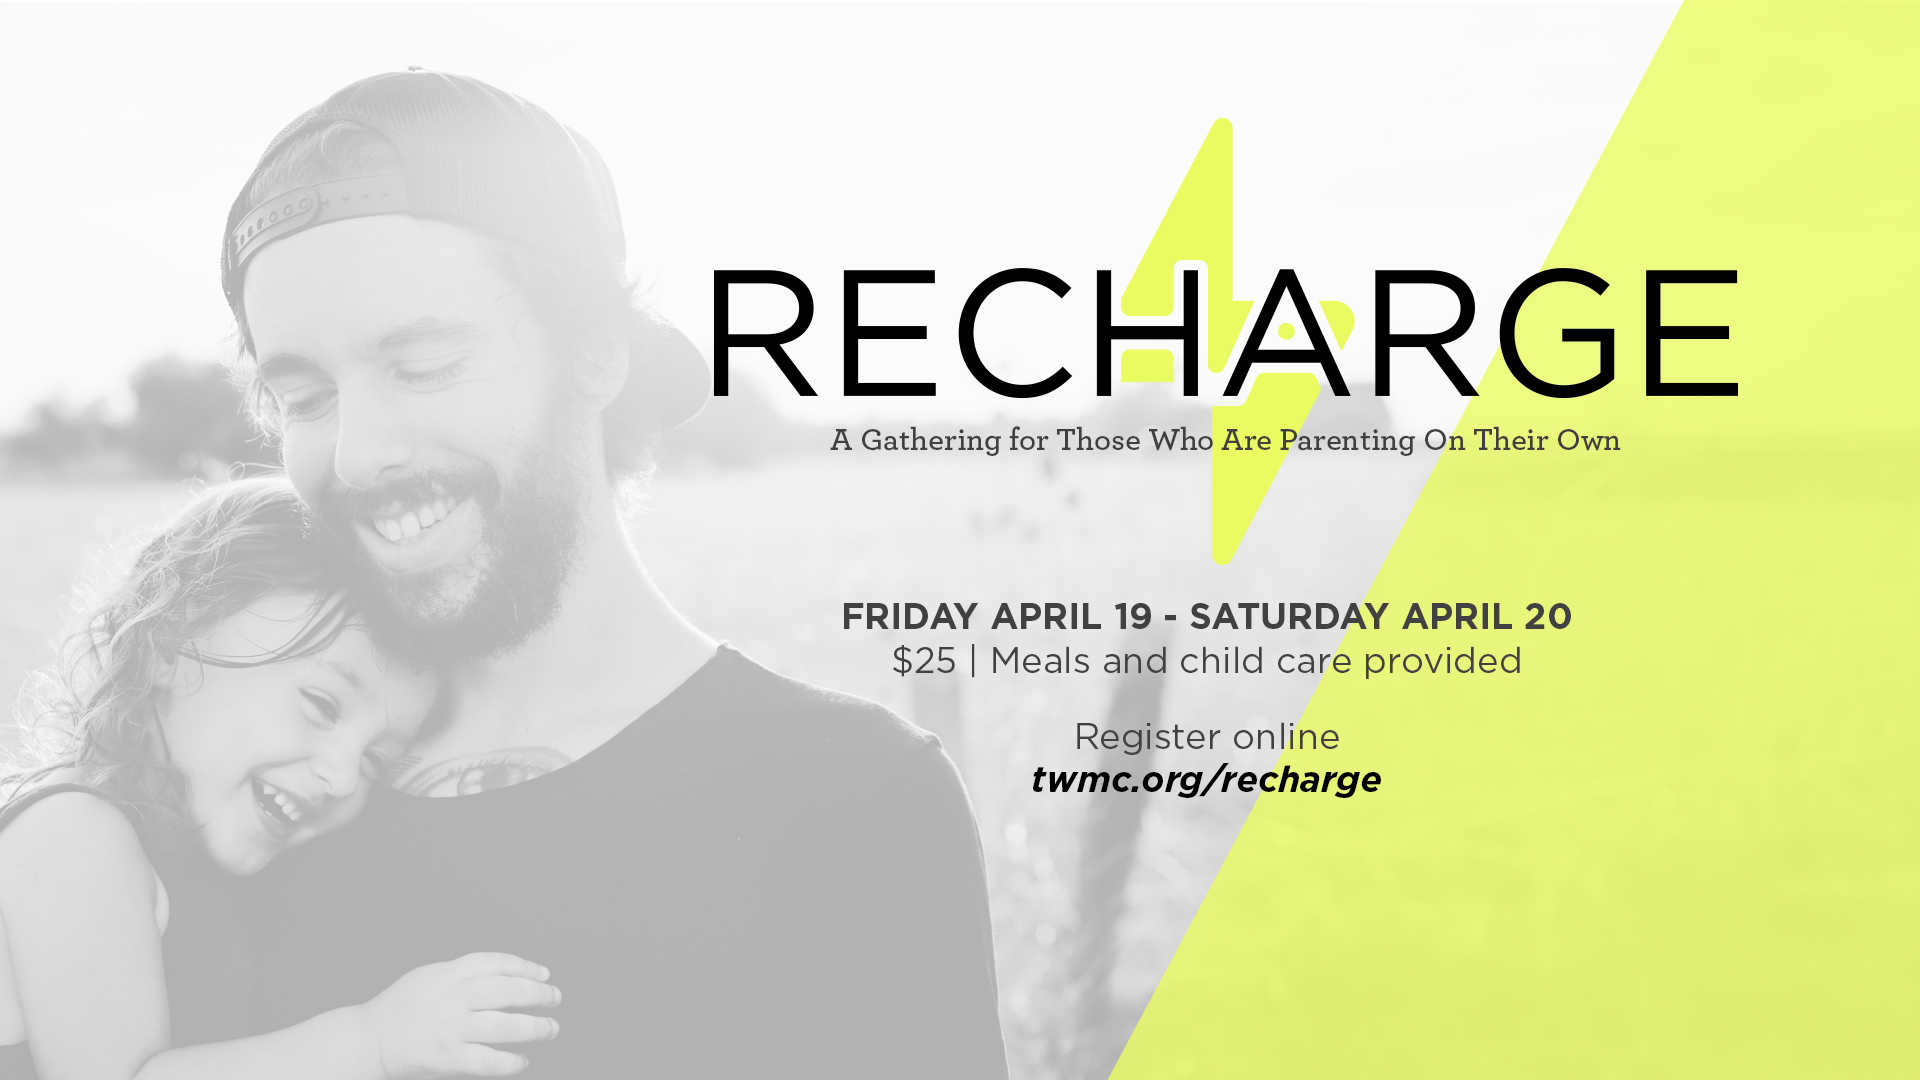 RECHARGE
A Gathering for Those Who Are Parenting On Their Own
FRIDAY APRIL 19 - SATURDAY APRIL 20
$25 | Meals and child care provided
Register online
twmc.org/recharge